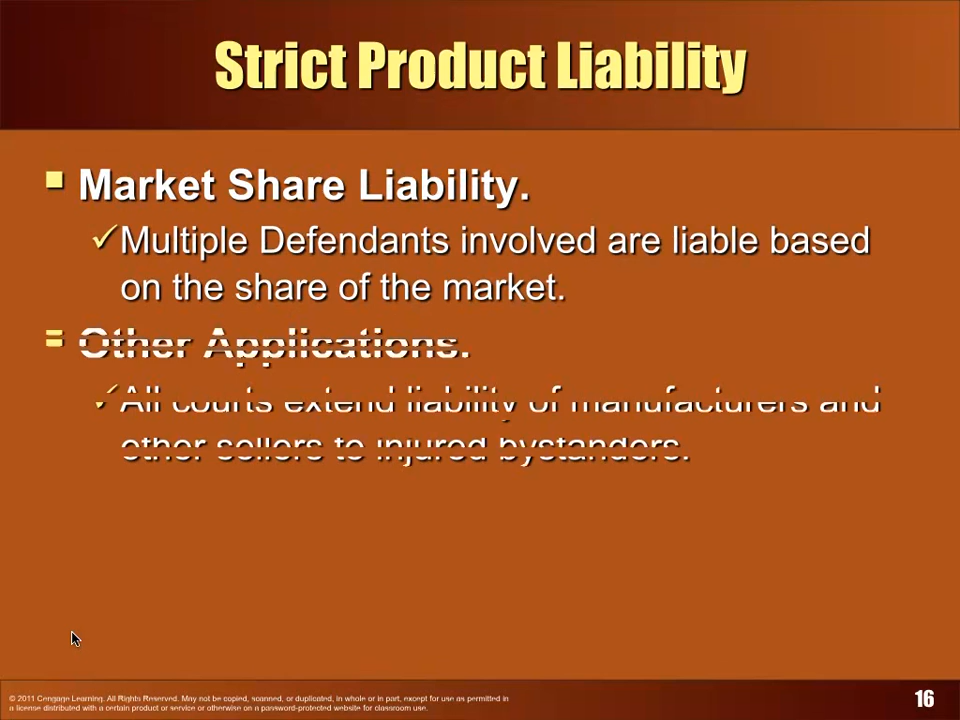 Strict Product Liability
Market Share Liability.
Multiple Defendants involved are liable based
on the share of the market.
Other Applications.
All courts extend liability of manufacturers and
other sellers to injured bystanders.
© 2011 Cengage Learning. All Rights Reserved. May not be copied, scanned, or duplicated, in whole or in part, except for use as permitted in
a license distributed with a certain product or service or otherwise on a password-protected website for classroom use.
16